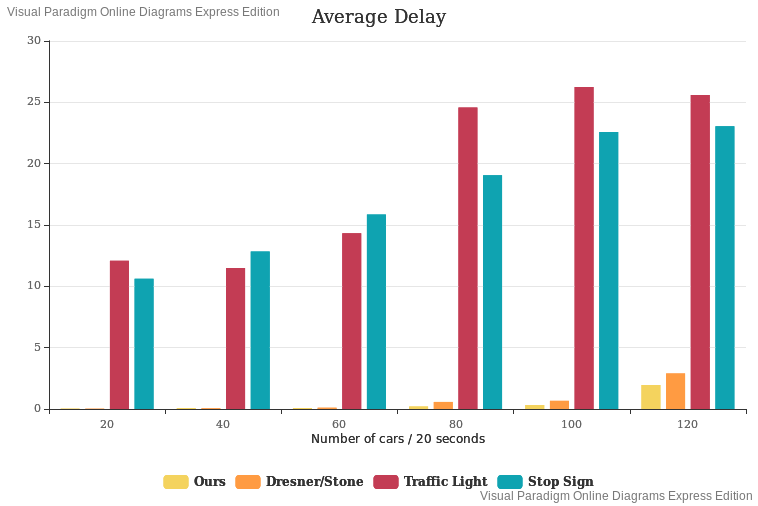 Visual Paradigm Online Diagrams Express Edition
Average Delay
30
25
20
15
10
5
0
20 40 60 80 100 120
Number of cars / 20 seconds
Ours Dresner/Stone Traffic Light Stop Sign
Visual Paradigm Online Diagrams Express Edition